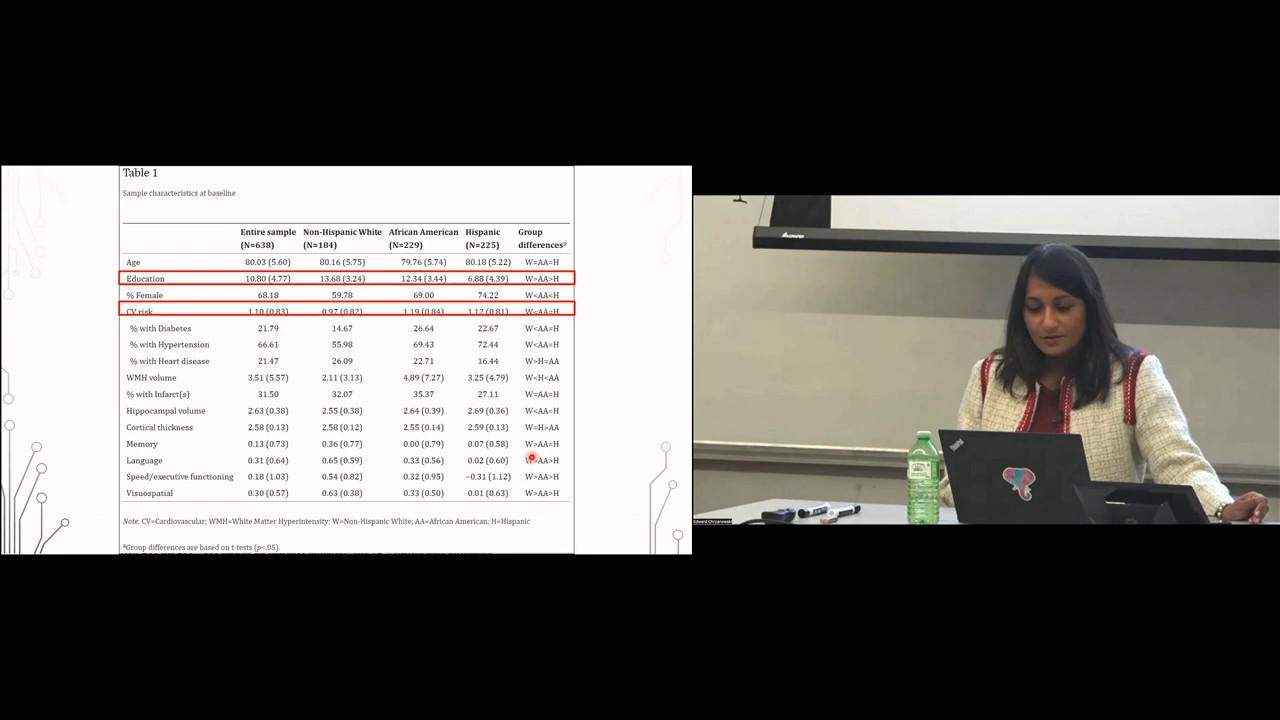 Table 1
Sample characteristics at baseline
Entire sample (N=638) Non-Hispanic White (N=184) African American (N=229) Hispanic (N=225) Group differencesᵃ
Age 80.03 (5.60) 80.16 (5.75) 79.76 (5.74) 80.18 (5.22) W=AA=H
Education 10.80 (4.77) 13.68 (3.24) 12.34 (3.44) 6.88 (4.39) W>AA>H
% Female 68.18 59.78 69.00 74.22 W<AA<H
CV risk 1.10 (0.83) 0.97 (0.82) 1.19 (0.84) 1.12 (0.81) W<AA=H
% with Diabetes 21.79 14.67 26.64 22.67 W<AA=H
% with Hypertension 66.61 55.98 69.43 72.44 W<AA=H
% with Heart disease 21.47 26.09 22.71 16.44 W>H=AA
WMH volume 3.51 (5.57) 2.11 (3.13) 4.89 (7.27) 3.25 (4.79) W<H<AA
% with Infarct(s) 31.50 32.07 35.37 27.11 W=AA=H
Hippocampal volume 2.63 (0.38) 2.55 (0.38) 2.64 (0.39) 2.69 (0.36) W<AA=H
Cortical thickness 2.58 (0.13) 2.58 (0.12) 2.55 (0.14) 2.59 (0.13) W=H>AA
Memory 0.13 (0.73) 0.36 (0.77) 0.00 (0.79) 0.07 (0.58) W>AA=H
Language 0.31 (0.64) 0.65 (0.59) 0.33 (0.56) 0.02 (0.60) W>AA>H
Speed/executive functioning 0.18 (1.03) 0.54 (0.82) 0.32 (0.95) −0.31 (1.12) W>AA>H
Visuospatial 0.30 (0.57) 0.63 (0.38) 0.33 (0.50) 0.01 (0.63) W>AA>H
Note. CV=Cardiovascular; WMH=White Matter Hyperintensity; W=Non-Hispanic White; AA=African American; H=Hispanic
ᵃGroup differences are based on t-tests (p<.05).
ThinkPad
Edward Chrzanowski